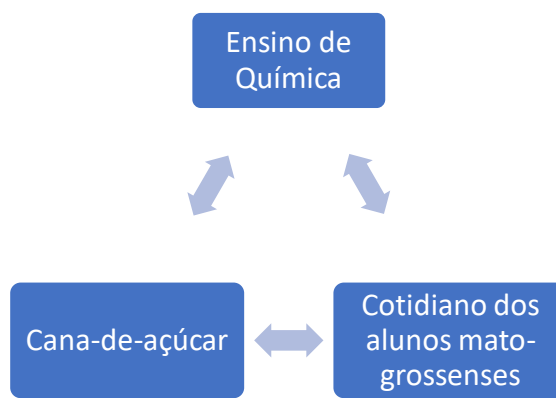 Ensino de
Química
Cana-de-açúcar
Cotidiano dos
alunos mato-
grossenses